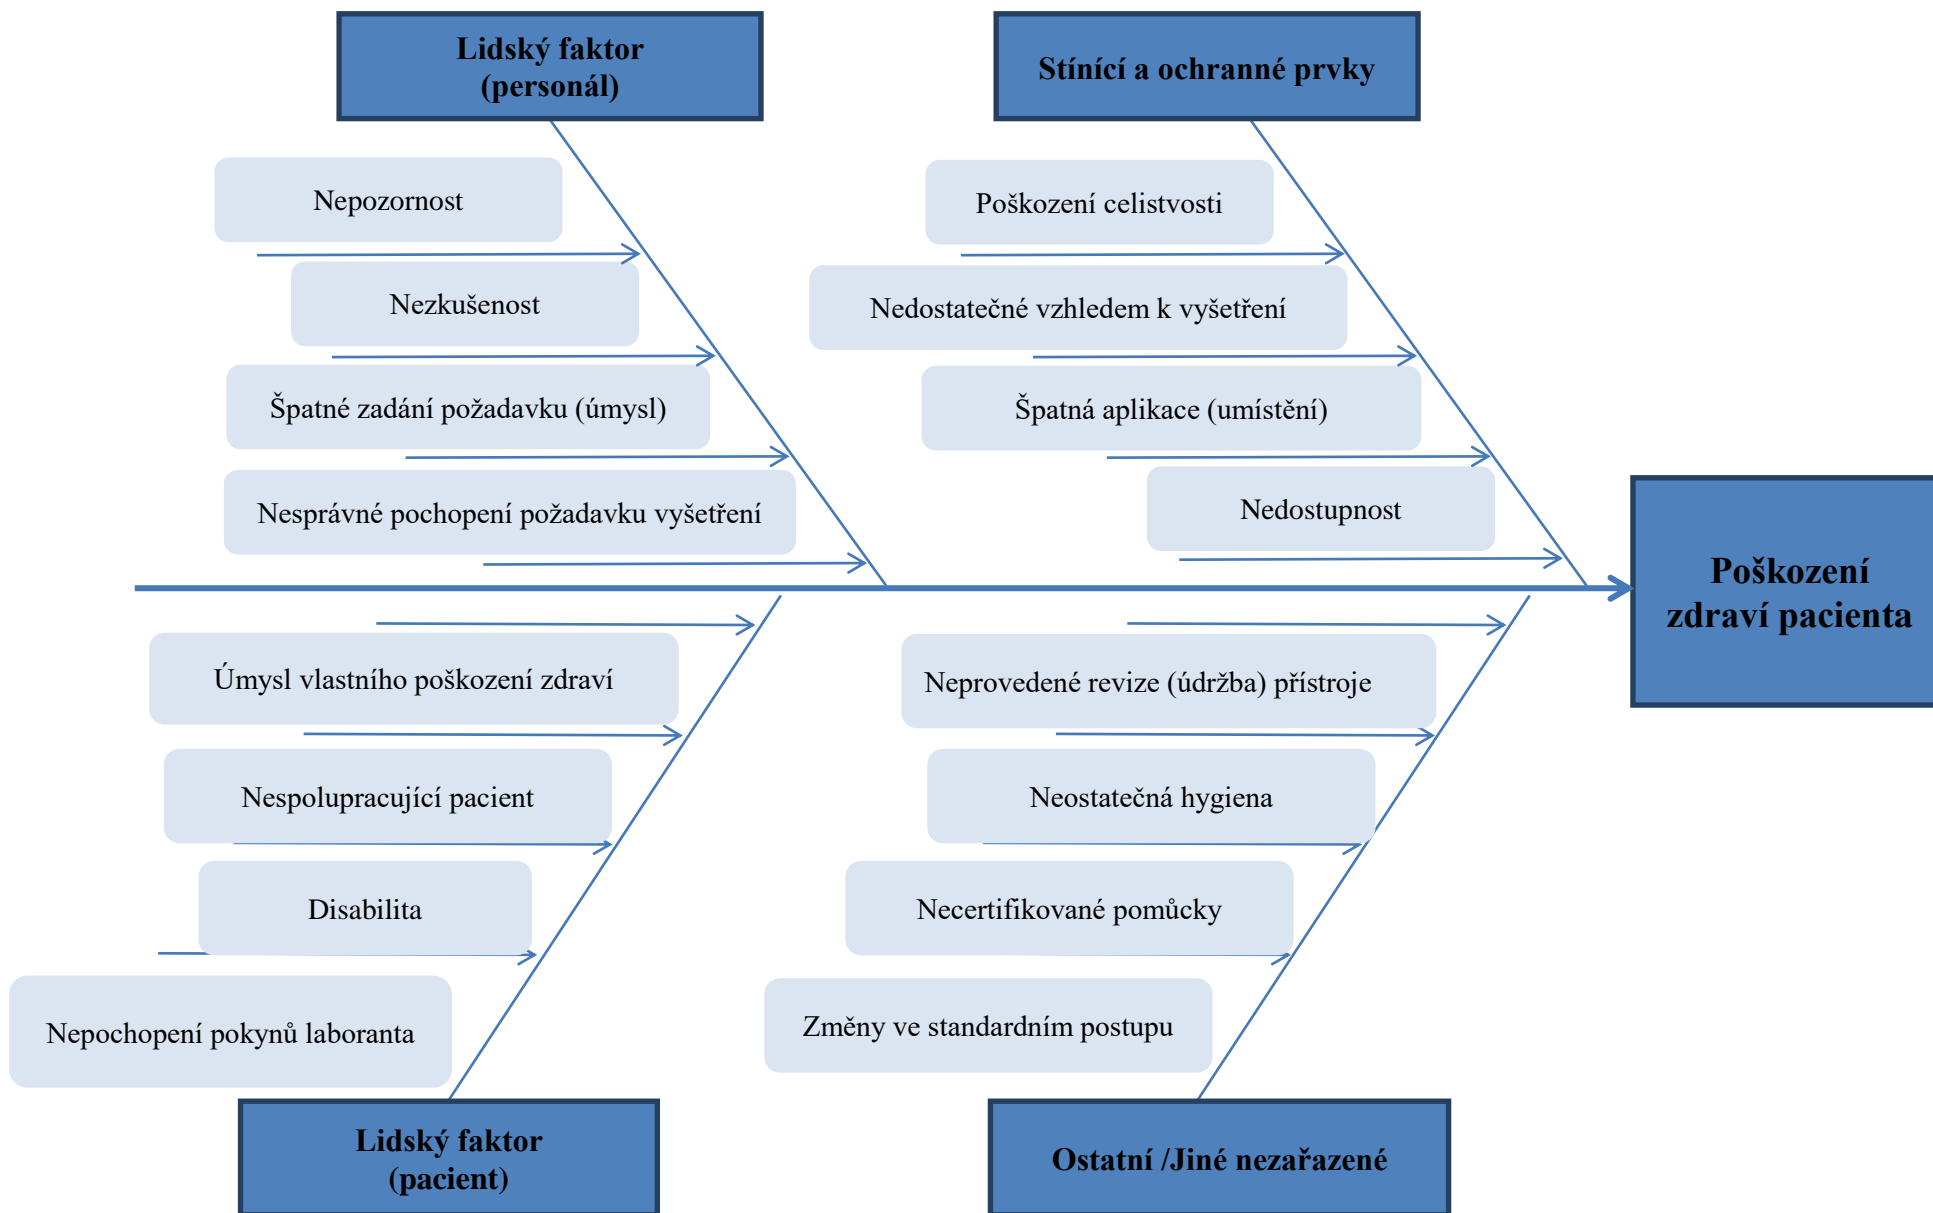 Lidský faktor
(personál)
Stínící a ochranné prvky
Nepozornost
Poškození celistvosti
Nezkušenost
Nedostatečné vzhledem k vyšetření
Špatné zadání požadavku (úmysl)
Špatná aplikace (umístění)
Nesprávné pochopení požadavku vyšetření
Nedostupnost
Poškození
zdraví pacienta
Úmysl vlastního poškození zdraví
Neprovedené revize (údržba) přístroje
Nespolupracující pacient
Neostatečná hygiena
Disabilita
Necertifikované pomůcky
Nepochopení pokynů laboranta
Změny ve standardním postupu
Lidský faktor
(pacient)
Ostatní /Jiné nezařazené